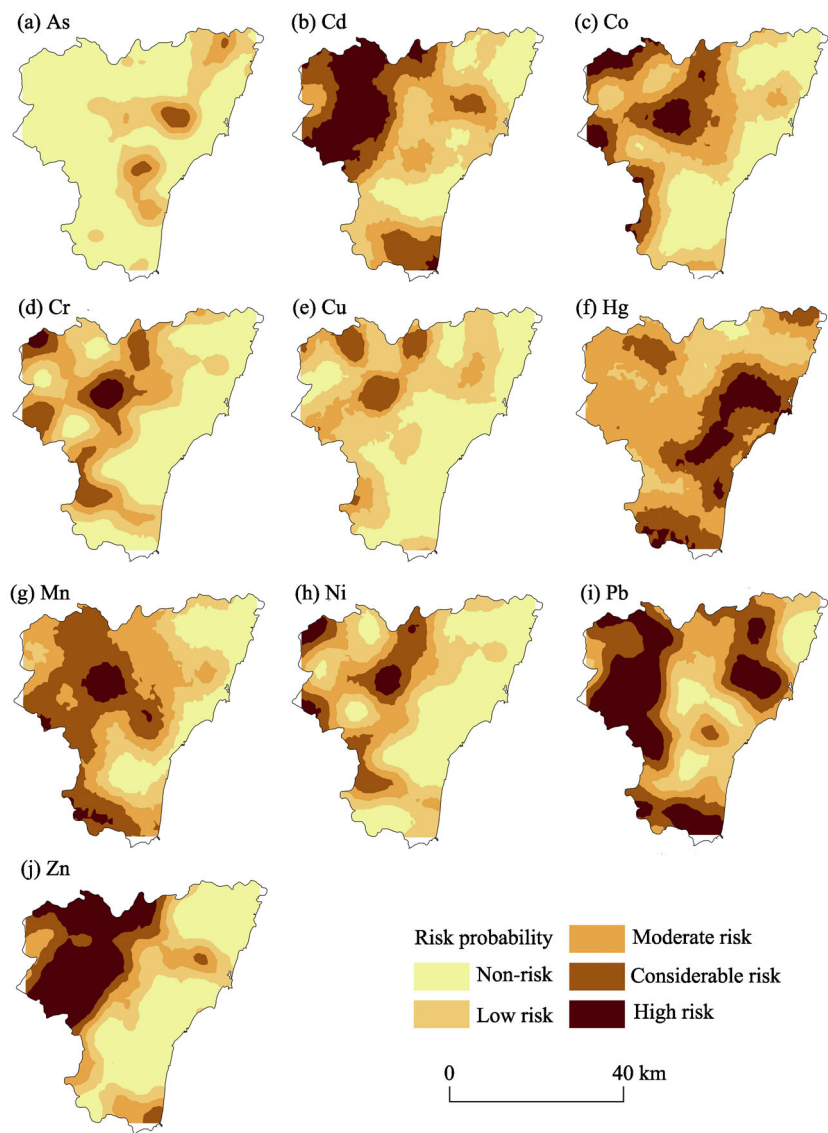 (a) As
(b) Cd
(c) Co
(d) Cr
(e) Cu
(f) Hg
(g) Mn
(h) Ni
(i) Pb
(j) Zn
Risk probability
Non-risk
Low risk
Moderate risk
Considerable risk
High risk
0 40 km